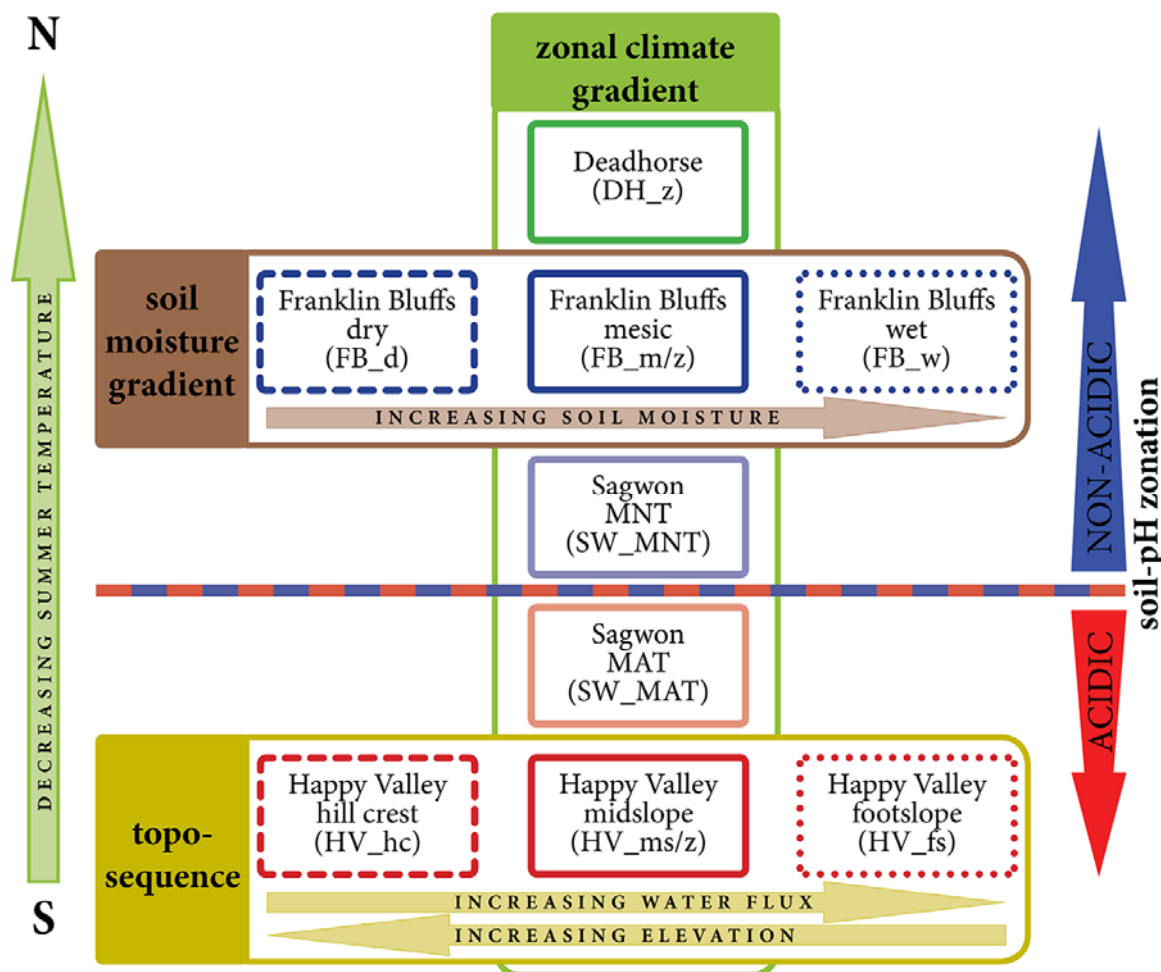 N
zonal climate
gradient
Deadhorse
(DH_z)
soil
moisture
gradient
Franklin Bluffs
dry
(FB_d)
Franklin Bluffs
mesic
(FB_m/z)
Franklin Bluffs
wet
(FB_w)
INCREASING SOIL MOISTURE
Sagwon
MNT
(SW_MNT)
Sagwon
MAT
(SW_MAT)
topo-
sequence
Happy Valley
hill crest
(HV_hc)
Happy Valley
midslope
(HV_ms/z)
Happy Valley
footslope
(HV_fs)
INCREASING WATER FLUX
INCREASING ELEVATION
DECREASING SUMMER TEMPERATURE
S
NON-ACIDIC
ACIDIC
soil-pH zonation